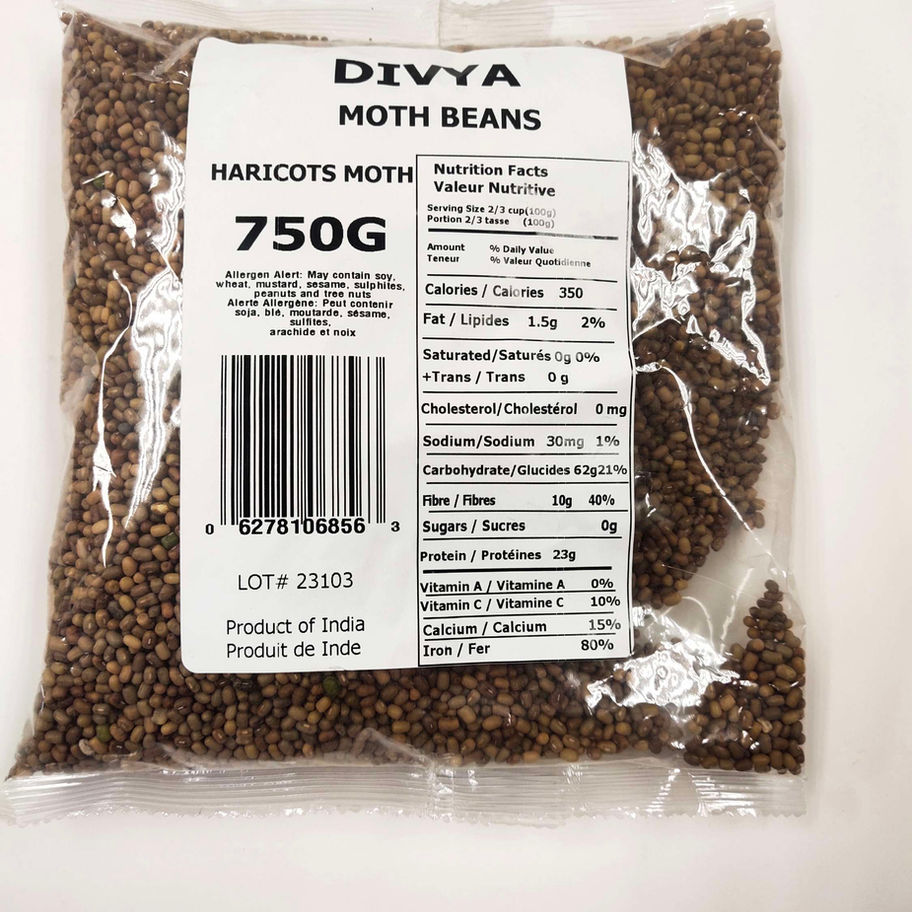 DIVYA
MOTH BEANS
HARICOTS MOTH
750G
Allergen Alert: May contain soy,
wheat, mustard, sesame, sulphites,
peanuts and tree nuts
Alerte Allergène: Peut contenir
soja, blé, moutarde, sésame,
sulfites,
arachide et noix
0 6278106856 3
LOT# 23103
Product of India
Produit de Inde
Nutrition Facts
Valeur Nutritive
Serving Size 2/3 cup(100g)
Portion 2/3 tasse (100g)
Amount % Daily Value
Teneur % Valeur Quotidienne
Calories / Calories 350
Fat / Lipides 1.5g 2%
Saturated/Saturés 0g 0%
+Trans / Trans 0 g
Cholesterol/Cholestérol 0 mg
Sodium/Sodium 30mg 1%
Carbohydrate/Glucides 62g21%
Fibre / Fibres 10g 40%
Sugars / Sucres 0g
Protein / Protéines 23g
Vitamin A / Vitamine A 0%
Vitamin C / Vitamine C 10%
Calcium / Calcium 15%
Iron / Fer 80%